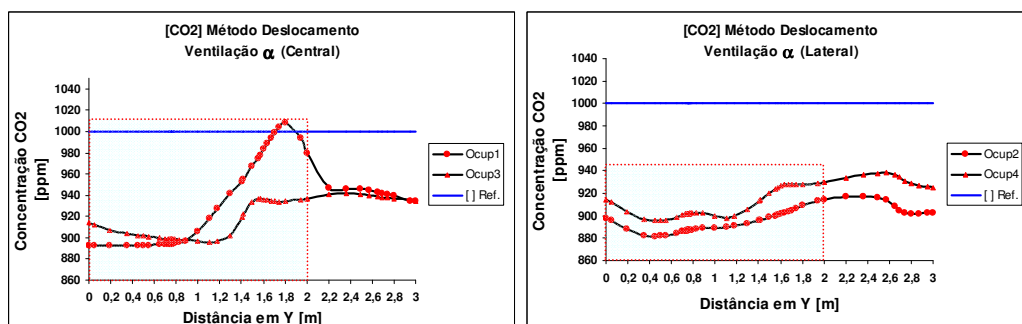 [CO2] Método Deslocamento
Ventilação α (Central)
Concentração CO2
[ppm]
1040
1020
1000
980
960
940
920
900
880
860
0 0,2 0,4 0,6 0,8 1 1,2 1,4 1,6 1,8 2 2,2 2,4 2,6 2,8 3
Distância em Y [m]
Ocup1
Ocup3
[ ] Ref.
[CO2] Método Deslocamento
Ventilação α (Lateral)
Concentração CO2
[ppm]
1040
1020
1000
980
960
940
920
900
880
860
0 0,2 0,4 0,6 0,8 1 1,2 1,4 1,6 1,8 2 2,2 2,4 2,6 2,8 3
Distância em Y [m]
Ocup2
Ocup4
[ ] Ref.